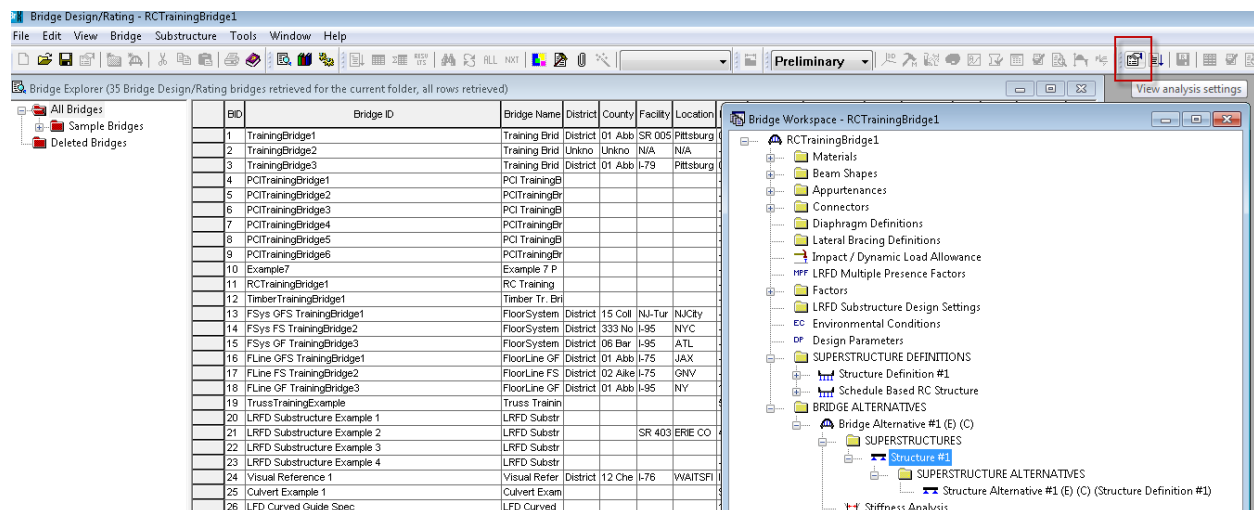 Bridge Design/Rating - RCTrainingBridge1
File Edit View Bridge Substructure Tools Window Help
ALL NXT Preliminary
Bridge Explorer (35 Bridge Design/Rating bridges retrieved for the current folder, all rows retrieved)
View analysis settings
All Bridges
Sample Bridges
Deleted Bridges
BID Bridge ID Bridge Name District County Facility Location
1 TrainingBridge1 Training Brid District 01 Abb SR 005 Pittsburg
2 TrainingBridge2 Training Brid Unkno Unkno N/A N/A
3 TrainingBridge3 Training Brid District 01 Abb I-79 Pittsburg
4 PCITrainingBridge1 PCI TrainingB
5 PCITrainingBridge2 PCITrainingBr
6 PCITrainingBridge3 PCI TrainingB
7 PCITrainingBridge4 PCITrainingBr
8 PCITrainingBridge5 PCI TrainingB
9 PCITrainingBridge6 PCITrainingBr
10 Example7 Example 7 P
11 RCTrainingBridge1 RC Training
12 TimberTrainingBridge1 Timber Tr. Bri
13 FSys GFS TrainingBridge1 FloorSystem District 15 Coll NJ-Tur NJCity
14 FSys FS TrainingBridge2 FloorSystem District 333 No I-95 NYC
15 FSys GF TrainingBridge3 FloorSystem District 06 Bar I-95 ATL
16 FLine GFS TrainingBridge1 FloorLine GF District 01 Abb I-75 JAX
17 FLine FS TrainingBridge2 FloorLine FS District 02 Aike I-75 GNV
18 FLine GF TrainingBridge3 FloorLine GF District 01 Abb I-95 NY
19 TrussTrainingExample Truss Trainin
20 LRFD Substructure Example 1 LRFD Substr
21 LRFD Substructure Example 2 LRFD Substr SR 403 ERIE CO
22 LRFD Substructure Example 3 LRFD Substr
23 LRFD Substructure Example 4 LRFD Substr
24 Visual Reference 1 Visual Refer District 12 Che I-76 WAITSFI
25 Culvert Example 1 Culvert Exam
26 LFD Curved Guide Spec LFD Curved
Bridge Workspace - RCTrainingBridge1
RCTrainingBridge1
Materials
Beam Shapes
Appurtenances
Connectors
Diaphragm Definitions
Lateral Bracing Definitions
Impact / Dynamic Load Allowance
MPF LRFD Multiple Presence Factors
Factors
LRFD Substructure Design Settings
EC Environmental Conditions
DP Design Parameters
SUPERSTRUCTURE DEFINITIONS
Structure Definition #1
Schedule Based RC Structure
BRIDGE ALTERNATIVES
Bridge Alternative #1 (E) (C)
SUPERSTRUCTURES
Structure #1
SUPERSTRUCTURE ALTERNATIVES
Structure Alternative #1 (E) (C) (Structure Definition #1)
Stiffness Analysis